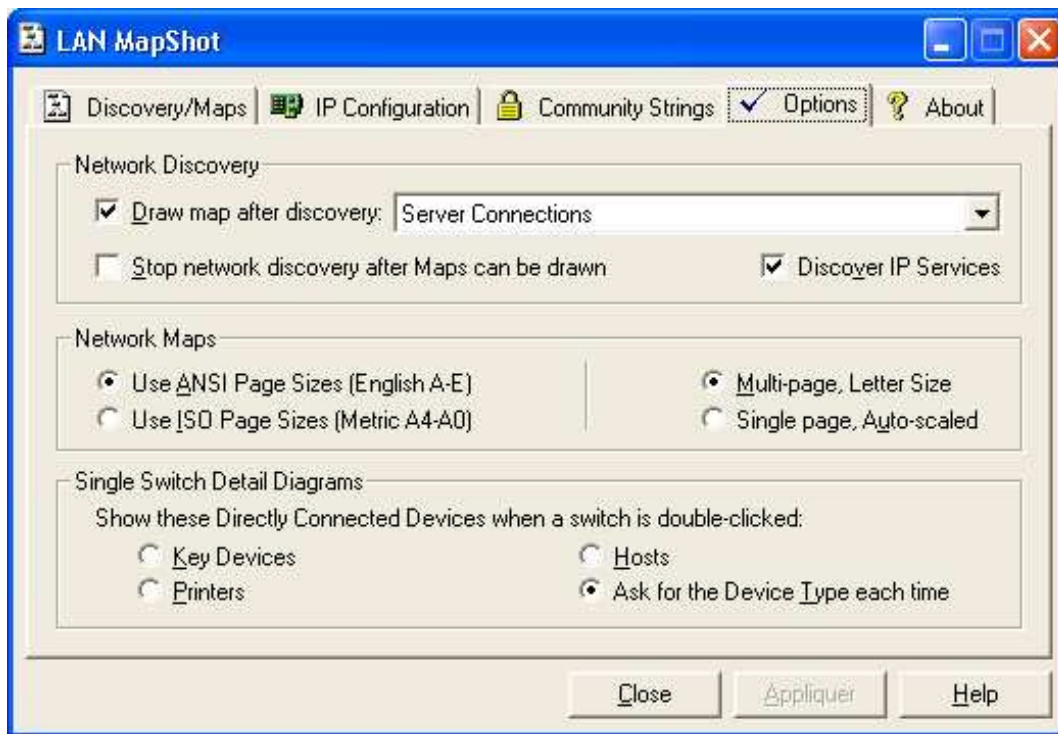 LAN MapShot
Discovery/Maps IP Configuration Community Strings Options About
Network Discovery
Draw map after discovery: Server Connections
Stop network discovery after Maps can be drawn Discover IP Services
Network Maps
Use ANSI Page Sizes (English A-E) Multi-page, Letter Size
Use ISO Page Sizes (Metric A4-A0) Single page, Auto-scaled
Single Switch Detail Diagrams
Show these Directly Connected Devices when a switch is double-clicked:
Key Devices Hosts
Printers Ask for the Device Type each time
Close Appliquer Help